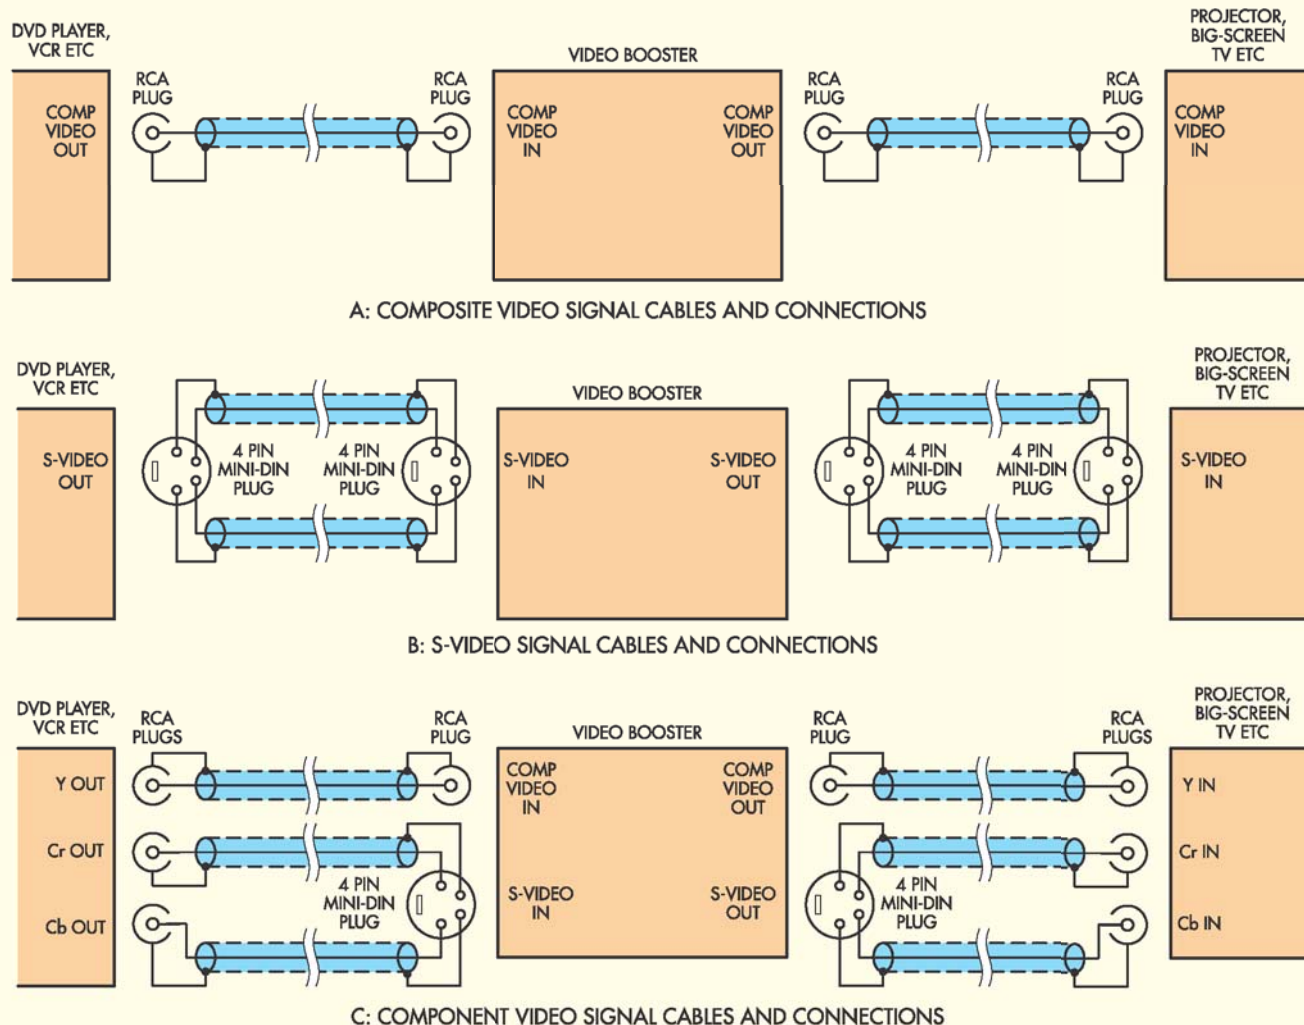 DVD PLAYER,
VCR ETC
RCA
PLUG
RCA
PLUG
VIDEO BOOSTER
RCA
PLUG
RCA
PLUG
PROJECTOR,
BIG-SCREEN
TV ETC
COMP
VIDEO
OUT
COMP
VIDEO
IN
COMP
VIDEO
OUT
COMP
VIDEO
IN
A: COMPOSITE VIDEO SIGNAL CABLES AND CONNECTIONS
DVD PLAYER,
VCR ETC
VIDEO BOOSTER
PROJECTOR,
BIG-SCREEN
TV ETC
S-VIDEO
OUT
4 PIN
MINI-DIN
PLUG
4 PIN
MINI-DIN
PLUG
S-VIDEO
IN
S-VIDEO
OUT
4 PIN
MINI-DIN
PLUG
4 PIN
MINI-DIN
PLUG
S-VIDEO
IN
B: S-VIDEO SIGNAL CABLES AND CONNECTIONS
DVD PLAYER,
VCR ETC
RCA
PLUGS
RCA
PLUG
VIDEO BOOSTER
RCA
PLUG
RCA
PLUGS
PROJECTOR,
BIG-SCREEN
TV ETC
Y OUT
COMP
VIDEO
IN
COMP
VIDEO
OUT
Y IN
Cr OUT
Cr IN
4 PIN
MINI-DIN
PLUG
S-VIDEO
IN
S-VIDEO
OUT
4 PIN
MINI-DIN
PLUG
Cb OUT
Cb IN
C: COMPONENT VIDEO SIGNAL CABLES AND CONNECTIONS